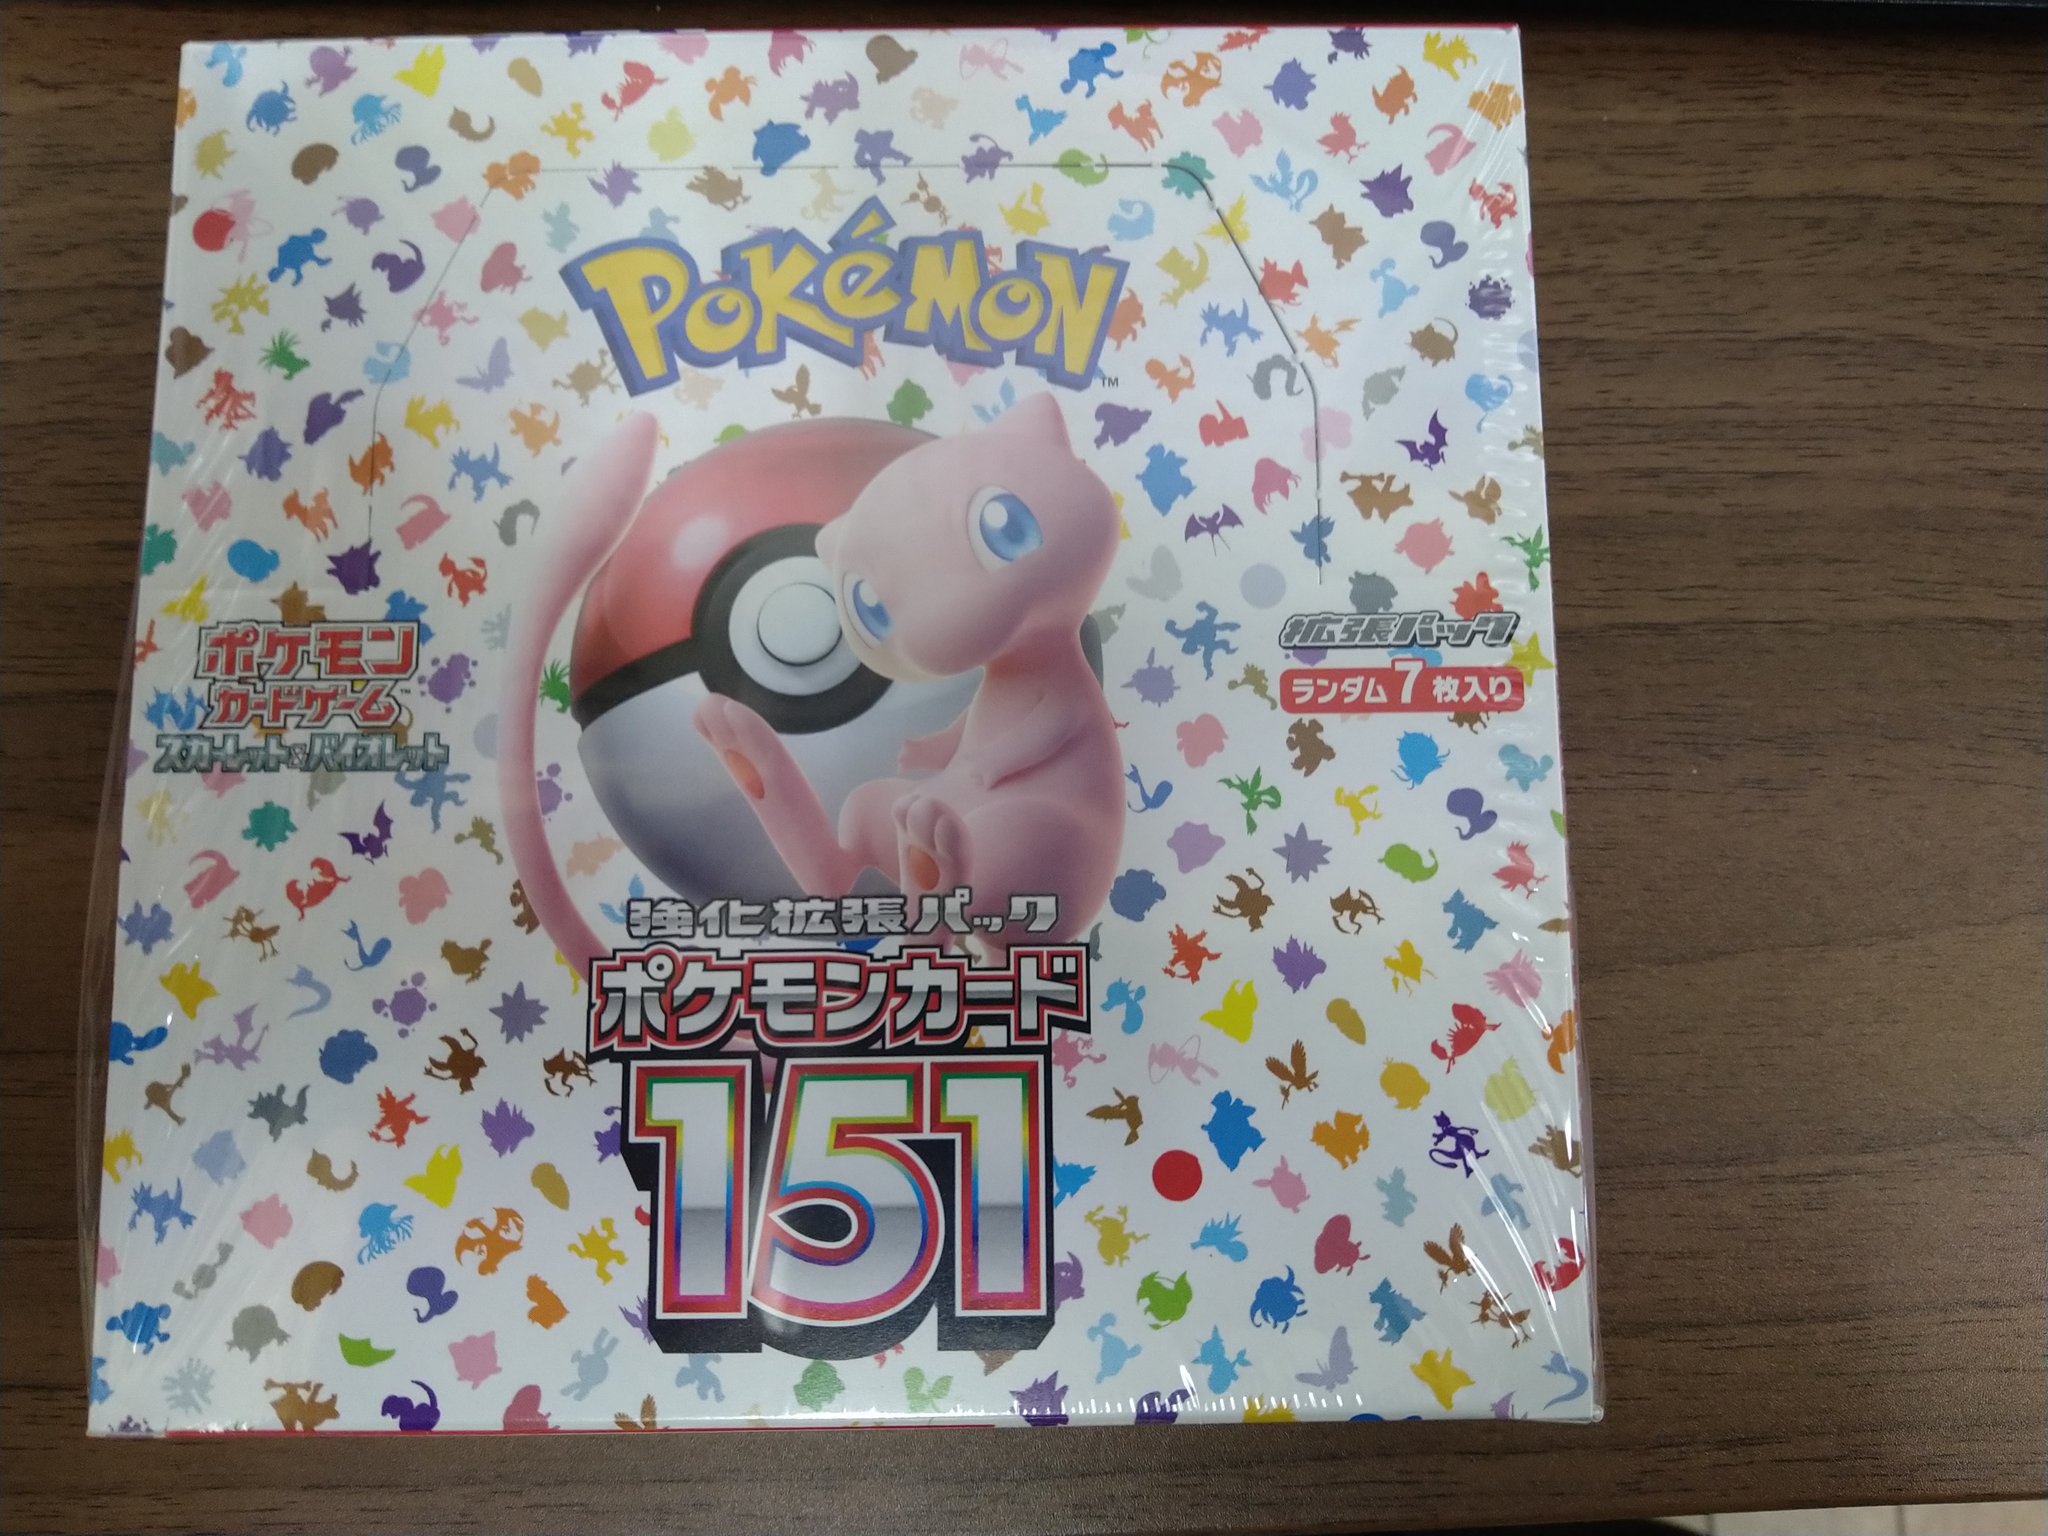 POKéMON
TM
ポケモン
カードゲーム™
スカーレット&バイオレット
拡張パック
ランダム7枚入り
強化拡張パック
ポケモンカード
151